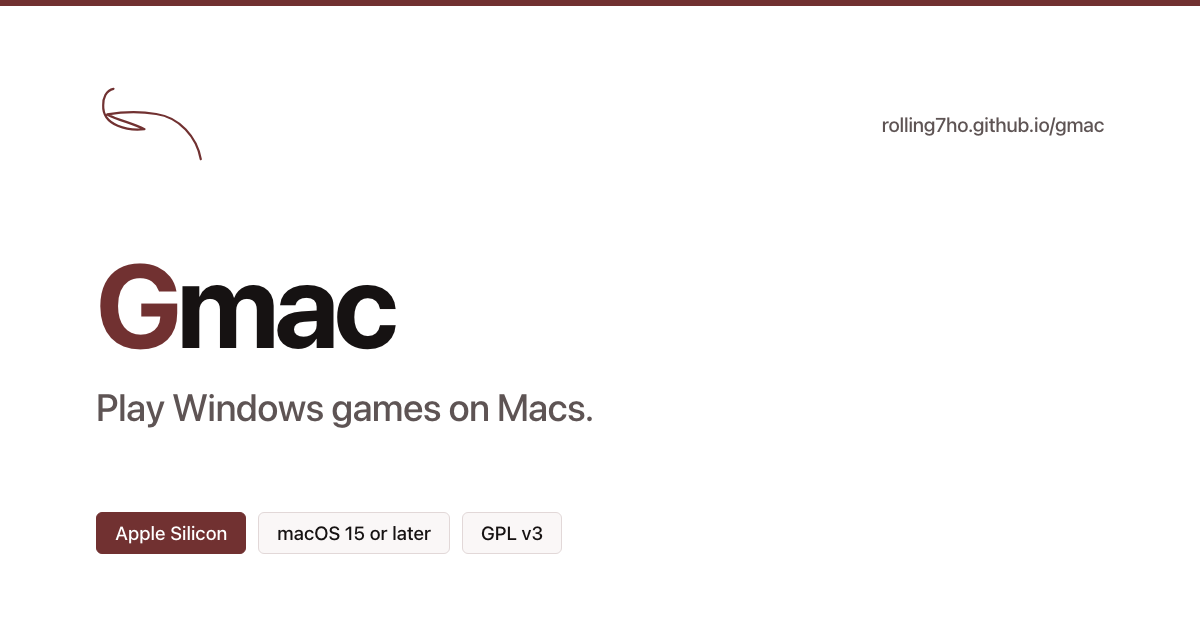 rolling7ho.github.io/gmac
Gmac
Play Windows games on Macs.
Apple Silicon
macOS 15 or later
GPL v3